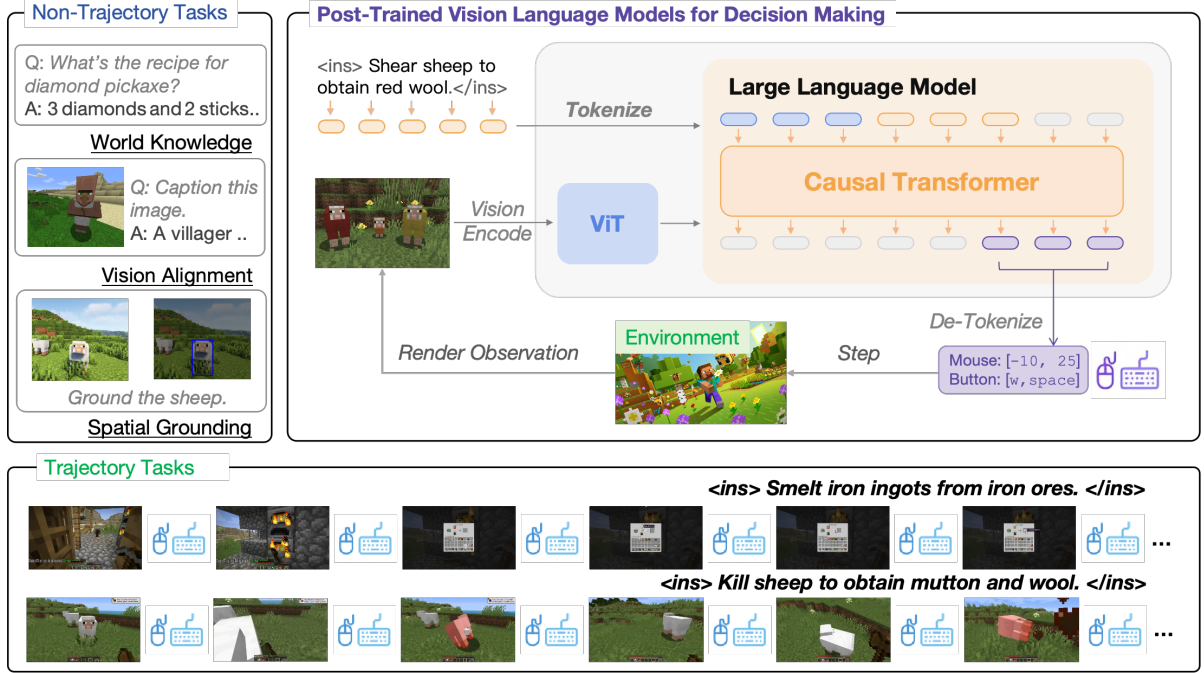 Non-Trajectory Tasks
Q: What's the recipe for
diamond pickaxe?
A: 3 diamonds and 2 sticks..
World Knowledge
Q: Caption this
image.
A: A villager ..
Vision Alignment
Ground the sheep.
Spatial Grounding
Post-Trained Vision Language Models for Decision Making
<ins> Shear sheep to
obtain red wool.</ins>
Tokenize
Large Language Model
Causal Transformer
Vision
Encode
ViT
De-Tokenize
Mouse: [-10, 25]
Button: [w,space]
Step
Environment
Render Observation
Trajectory Tasks
<ins> Smelt iron ingots from iron ores. </ins>
...
<ins> Kill sheep to obtain mutton and wool. </ins>
...